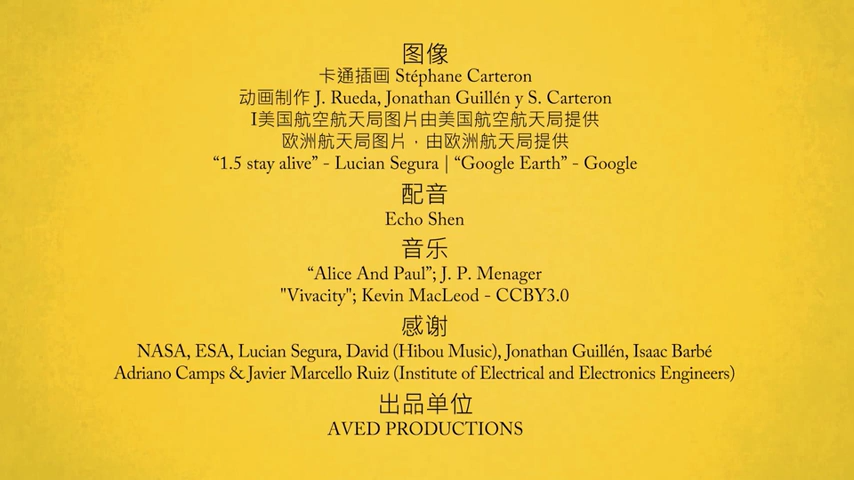 图像
卡通插画 Stéphane Carteron
动画制作 J. Rueda, Jonathan Guillén y S. Carteron
I美国航空航天局图片由美国航空航天局提供
欧洲航天局图片，由欧洲航天局提供
“1.5 stay alive” - Lucian Segura | “Google Earth” - Google
配音
Echo Shen
音乐
“Alice And Paul”; J. P. Menager
"Vivacity"; Kevin MacLeod - CCBY3.0
感谢
NASA, ESA, Lucian Segura, David (Hibou Music), Jonathan Guillén, Isaac Barbé
Adriano Camps & Javier Marcello Ruiz (Institute of Electrical and Electronics Engineers)
出品单位
AVED PRODUCTIONS